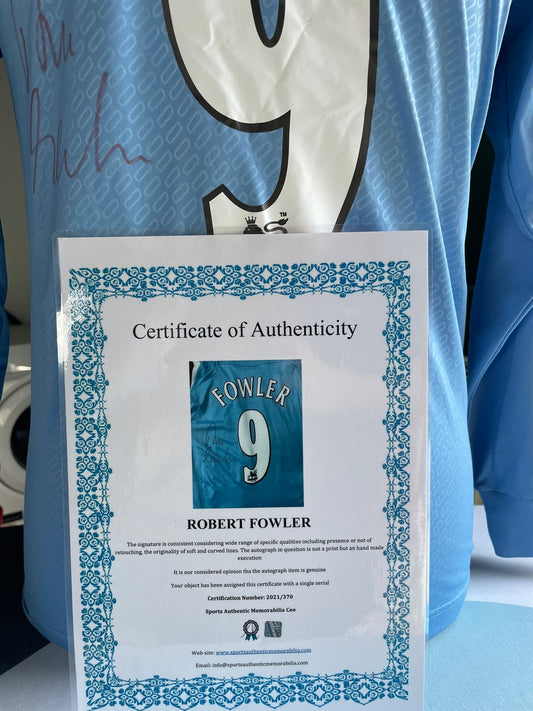 9
TM
Certificate of Authenticity
FOWLER
9
ROBERT FOWLER
The signature is consistent considering wide range of specific qualities including presence or not of
retouching, the originality of soft and curved lines. The autograph in question is not a print but an hand made
execution
It is our considered opinion tha the autograph item is genuine
Your object has been assigned this certificate with a single serial
Certification Number: 2021/370
Sports Authentic Memorabilia Ceo
Web site: www.sportsauthenticmemorabilia.com
Email: info@sportsauthenticmemorabilia.com